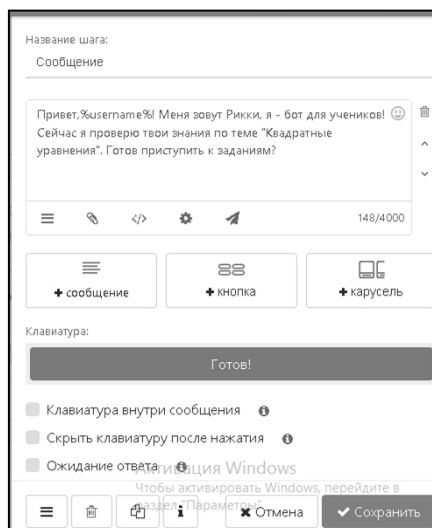 Название шага:
Сообщение
Привет,%username%! Меня зовут Рикки, я - бот для учеников!
Сейчас я проверю твои знания по теме "Квадратные
уравнения". Готов приступить к заданиям?
</>
148/4000
+ сообщение
+ кнопка
+ карусель
Клавиатура:
Готов!
Клавиатура внутри сообщения
Скрыть клавиатуру после нажатия
Ожидание ответа
Активация Windows
Чтобы активировать Windows, перейдите в
раздел "Параметры".
Отмена
Сохранить